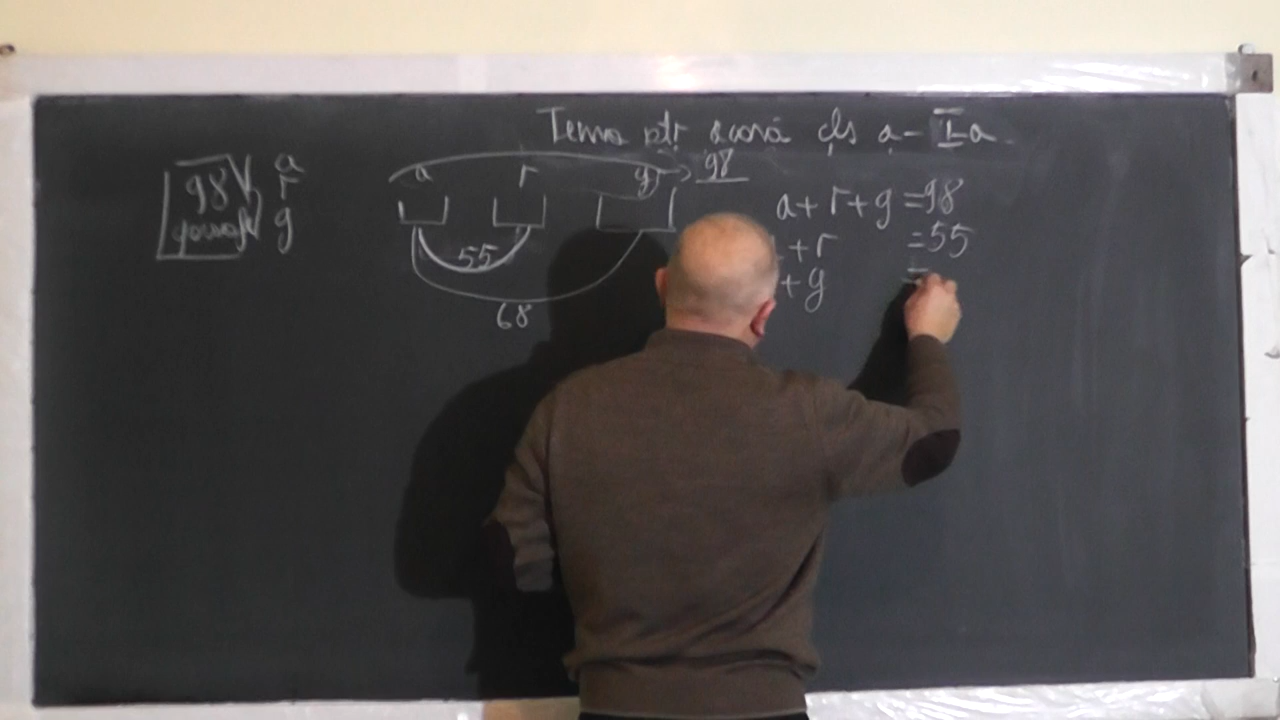 Tema ptr acasă cls a-II-a
98 a
r
g
a r g 98
55
68
a+r+g=98
+r =55
+g =